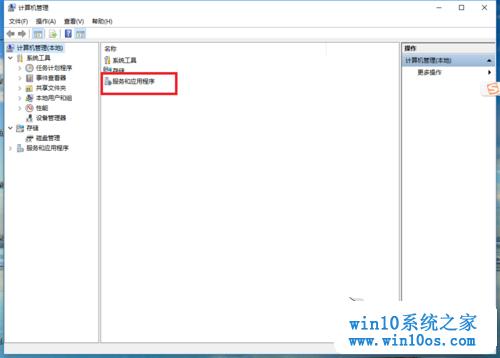 计算机管理
文件(F) 操作(A) 查看(V) 帮助(H)
计算机管理(本地)
系统工具
任务计划程序
事件查看器
共享文件夹
本地用户和组
性能
设备管理器
存储
磁盘管理
服务和应用程序
名称
系统工具
存储
服务和应用程序
操作
计算机管理(本地)
更多操作
win10系统之家
www.win10os.com